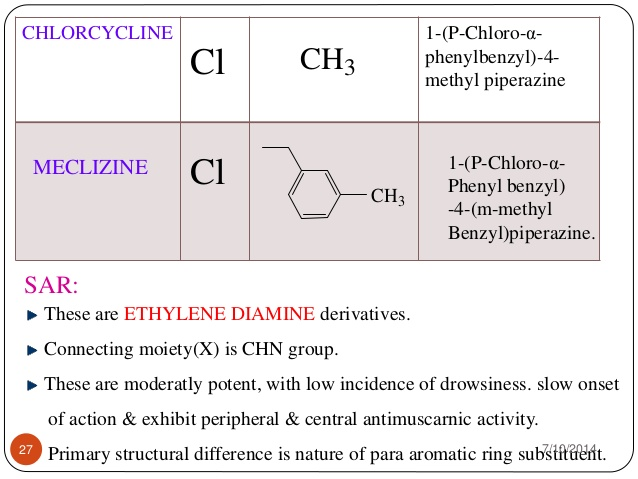 CHLORCYCLINE
Cl
CH3
1-(P-Chloro-α-
phenylbenzyl)-4-
methyl piperazine
MECLIZINE
Cl
CH3
1-(P-Chloro-α-
Phenyl benzyl)
-4-(m-methyl
Benzyl)piperazine.
SAR:
These are ETHYLENE DIAMINE derivatives.
Connecting moiety(X) is CHN group.
These are moderatly potent, with low incidence of drowsiness. slow onset
of action & exhibit peripheral & central antimuscarnic activity.
27
7/10/2014
Primary structural difference is nature of para aromatic ring substituent.